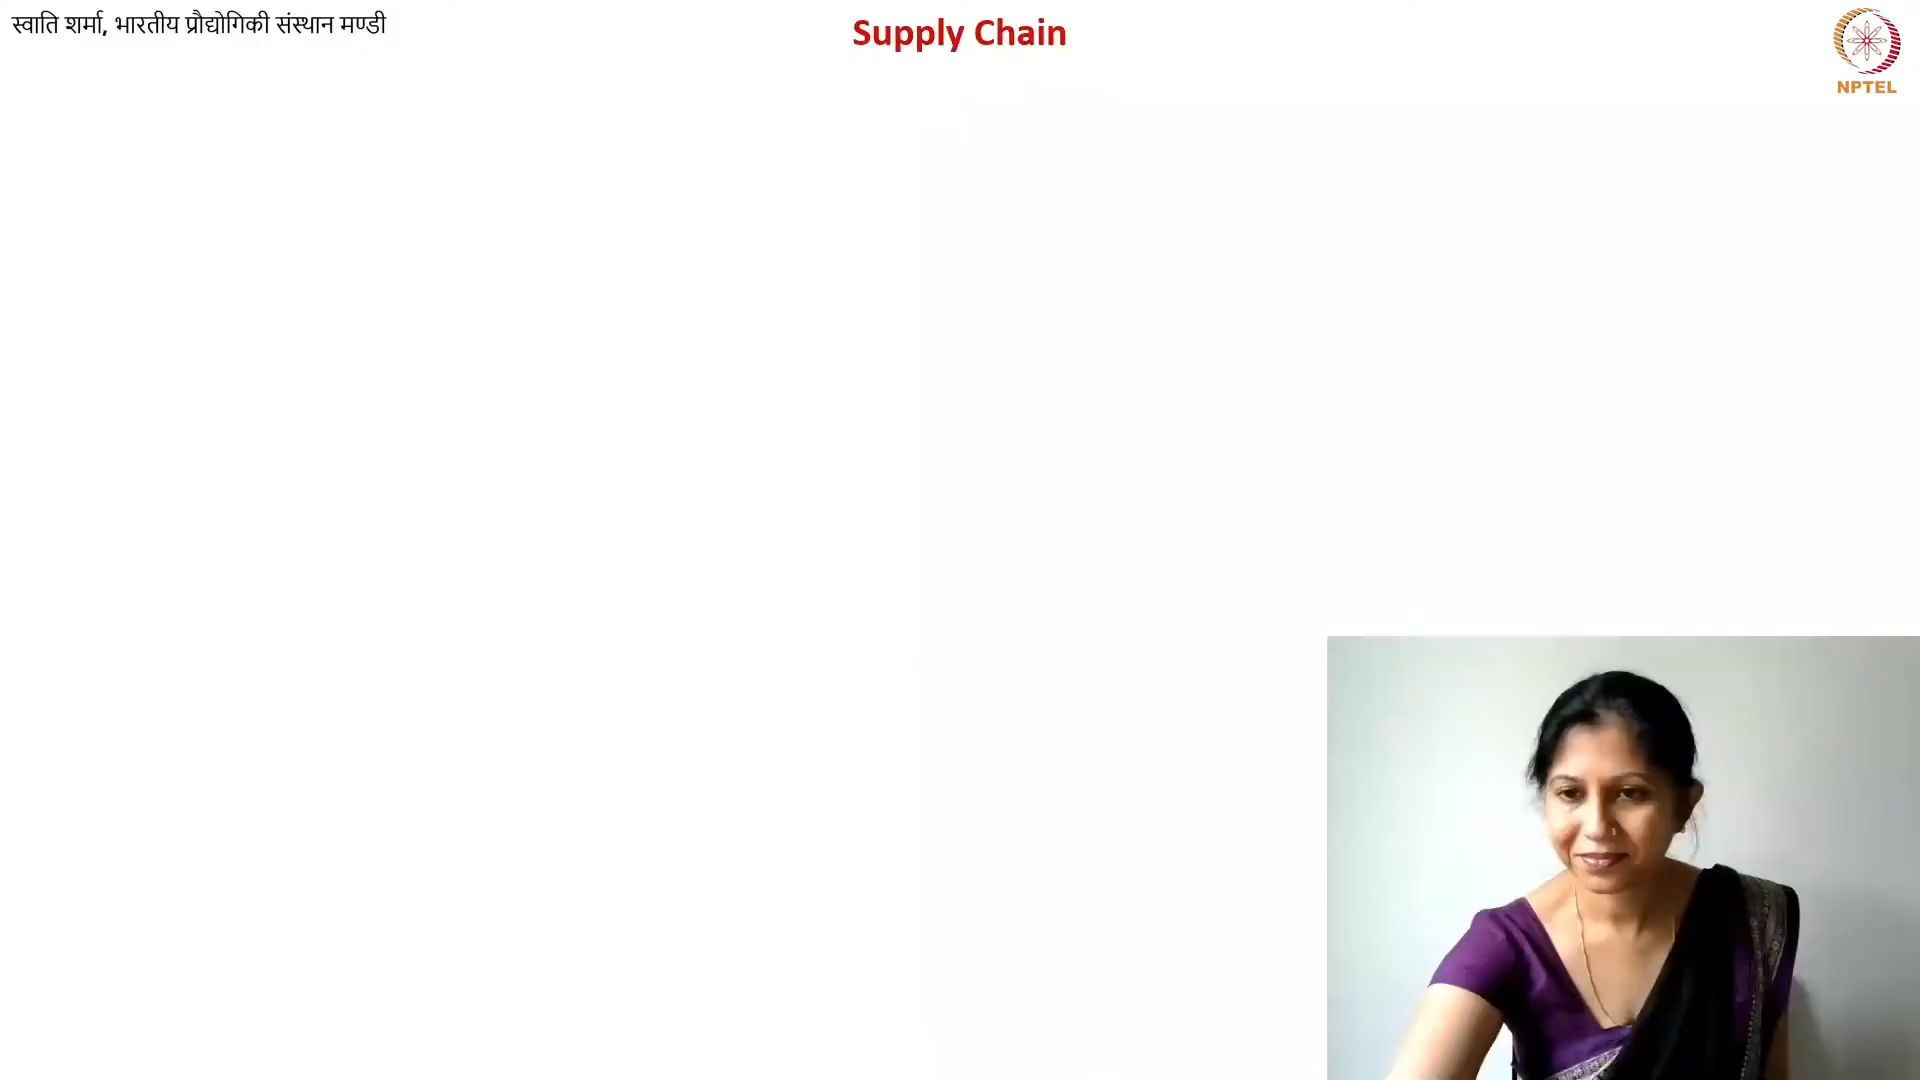 स्वाति शर्मा, भारतीय प्रौद्योगिकी संस्थान मण्डी
Supply Chain
NPTEL